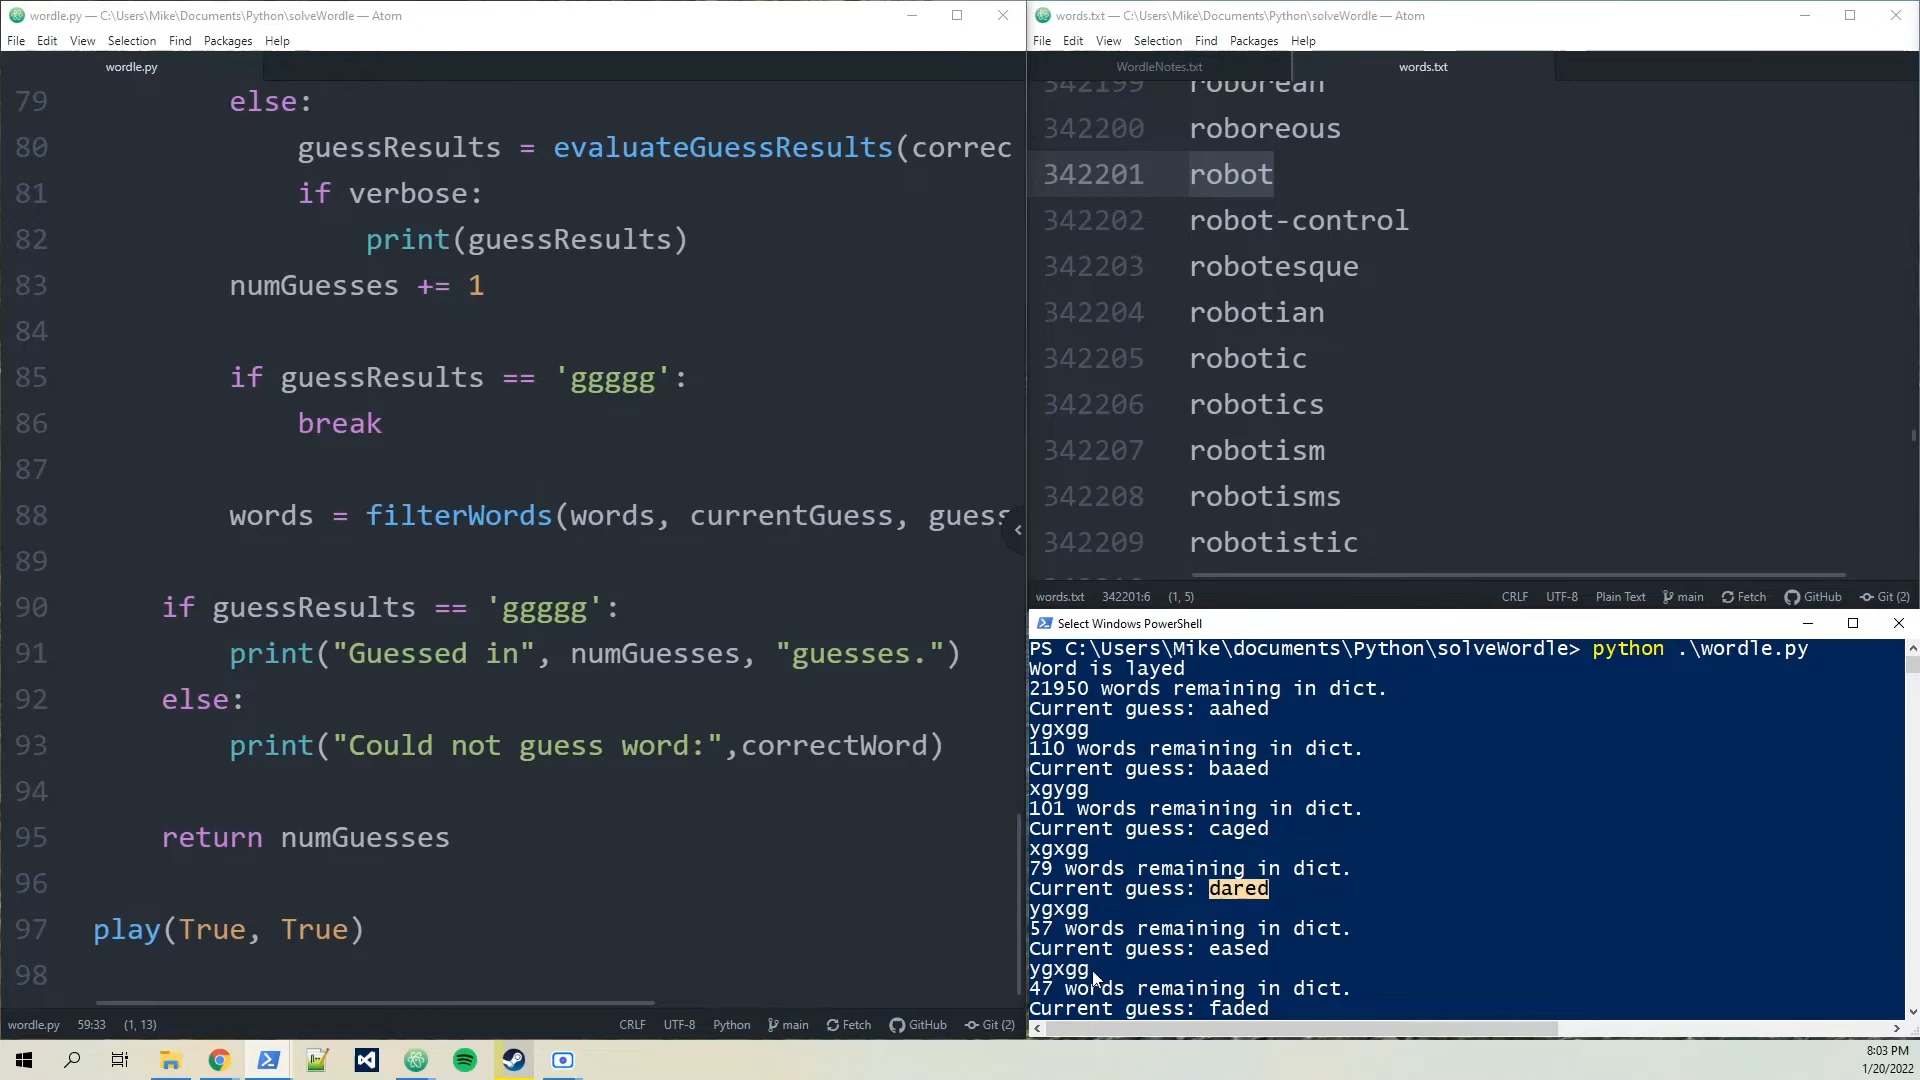 wordle.py — C:\Users\Mike\Documents\Python\solveWordle — Atom
File Edit View Selection Find Packages Help
wordle.py
79 else:
80 guessResults = evaluateGuessResults(correc
81 if verbose:
82 print(guessResults)
83 numGuesses += 1
84
85 if guessResults == 'ggggg':
86 break
87
88 words = filterWords(words, currentGuess, guess
89
90 if guessResults == 'ggggg':
91 print("Guessed in", numGuesses, "guesses.")
92 else:
93 print("Could not guess word:",correctWord)
94
95 return numGuesses
96
97 play(True, True)
98
wordle.py 59:33 (1, 13) CRLF UTF-8 Python main Fetch GitHub Git (2)
words.txt — C:\Users\Mike\Documents\Python\solveWordle — Atom
File Edit View Selection Find Packages Help
WordleNotes.txt words.txt
342199 roborean
342200 roboreous
342201 robot
342202 robot-control
342203 robotesque
342204 robotian
342205 robotic
342206 robotics
342207 robotism
342208 robotisms
342209 robotistic
words.txt 342201:6 (1, 5) CRLF UTF-8 Plain Text main Fetch GitHub Git (2)
Select Windows PowerShell
PS C:\Users\Mike\documents\Python\solveWordle> python .\wordle.py
Word is layed
21950 words remaining in dict.
Current guess: aahed
ygxgg
110 words remaining in dict.
Current guess: baaed
xgygg
101 words remaining in dict.
Current guess: caged
xgxgg
79 words remaining in dict.
Current guess: dared
ygxgg
57 words remaining in dict.
Current guess: eased
ygxgg
47 words remaining in dict.
Current guess: faded
8:03 PM
1/20/2022